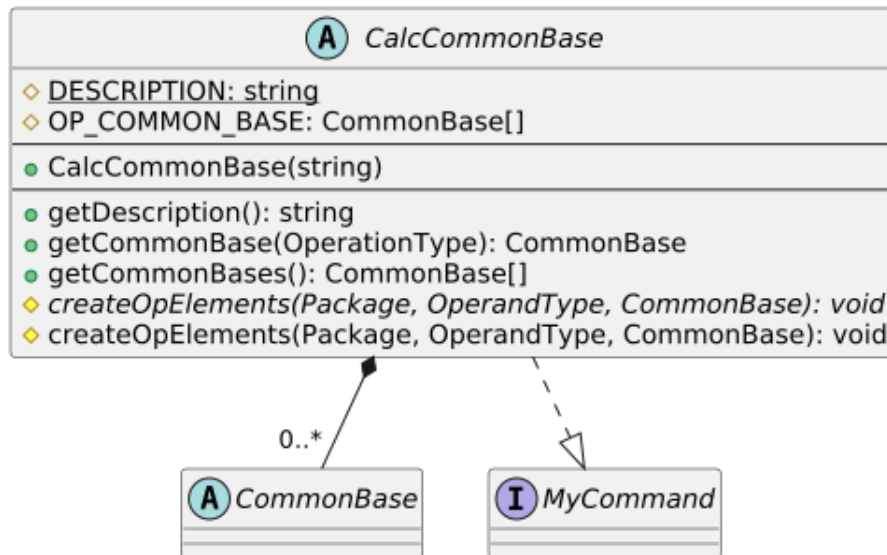 A CalcCommonBase
DESCRIPTION: string
OP_COMMON_BASE: CommonBase[]
CalcCommonBase(string)
getDescription(): string
getCommonBase(OperationType): CommonBase
getCommonBases(): CommonBase[]
createOpElements(Package, OperandType, CommonBase): void
createOpElements(Package, OperandType, CommonBase): void
0..*
A CommonBase
I MyCommand